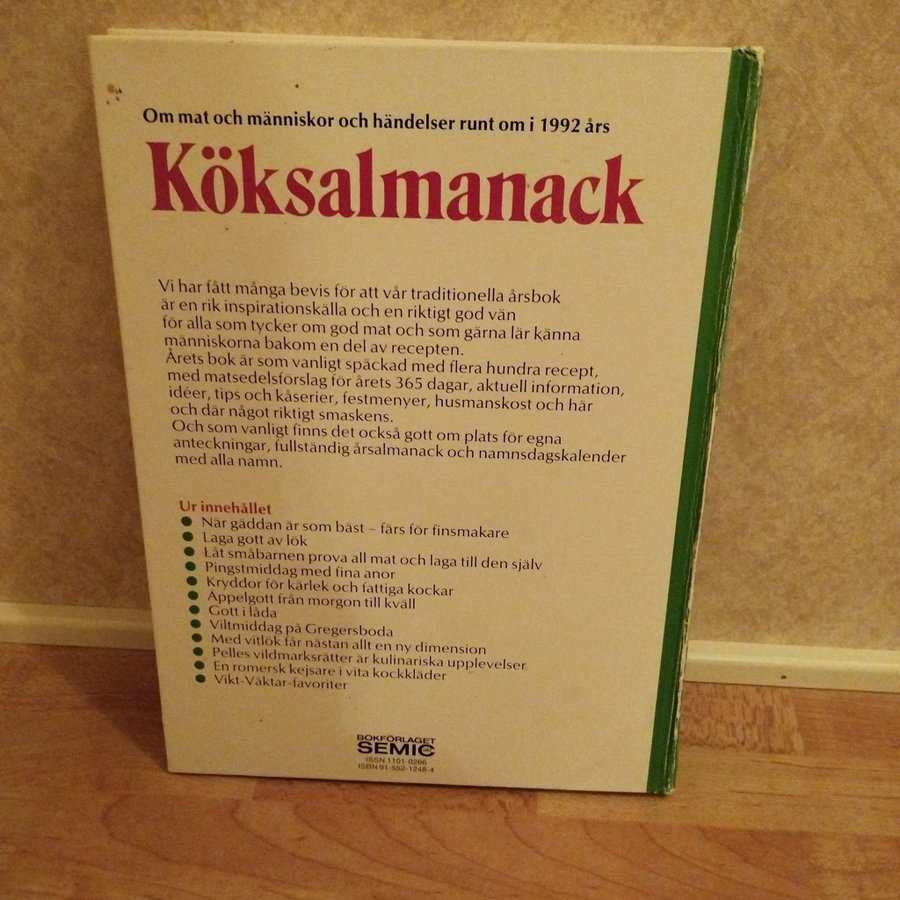 Om mat och människor och händelser runt om i 1992 års
Köksalmanack
Vi har fått många bevis för att vår traditionella årsbok
är en rik inspirationskälla och en riktigt god vän
för alla som tycker om god mat och som gärna lär känna
människorna bakom en del av recepten.
Årets bok är som vanligt späckad med flera hundra recept,
med matsedelsförslag för årets 365 dagar, aktuell information,
idéer, tips och kåserier, festmenyer, husmanskost och här
och där något riktigt smaskens.
Och som vanligt finns det också gott om plats för egna
anteckningar, fullständig årsalmanack och namnsdagskalender
med alla namn.
Ur innehållet
● När gäddan är som bäst – färs för finsmakare
● Laga gott av lök
● Låt småbarnen prova all mat och laga till den själv
● Pingstmiddag med fina anor
● Kryddor för kärlek och fattiga kockar
● Äppelgott från morgon till kväll
● Gott i låda
● Viltmiddag på Gregersboda
● Med vitlök får nästan allt en ny dimension
● Pelles vildmarksrätter är kulinariska upplevelser
● En romersk kejsare i vita kockkläder
● Vikt-Väktar-favoriter
BOKFÖRLAGET
SEMIC
ISSN 1101-0266
ISBN 91-552-1248-4